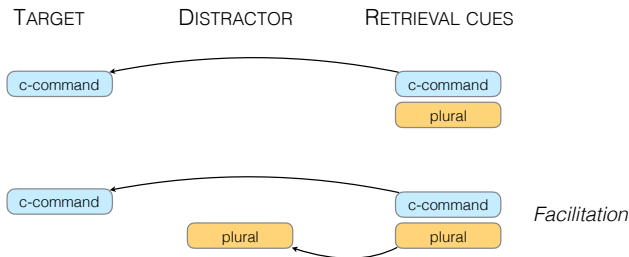 TARGET DISTRACTOR RETRIEVAL CUES
c-command c-command
plural
c-command c-command
plural plural Facilitation